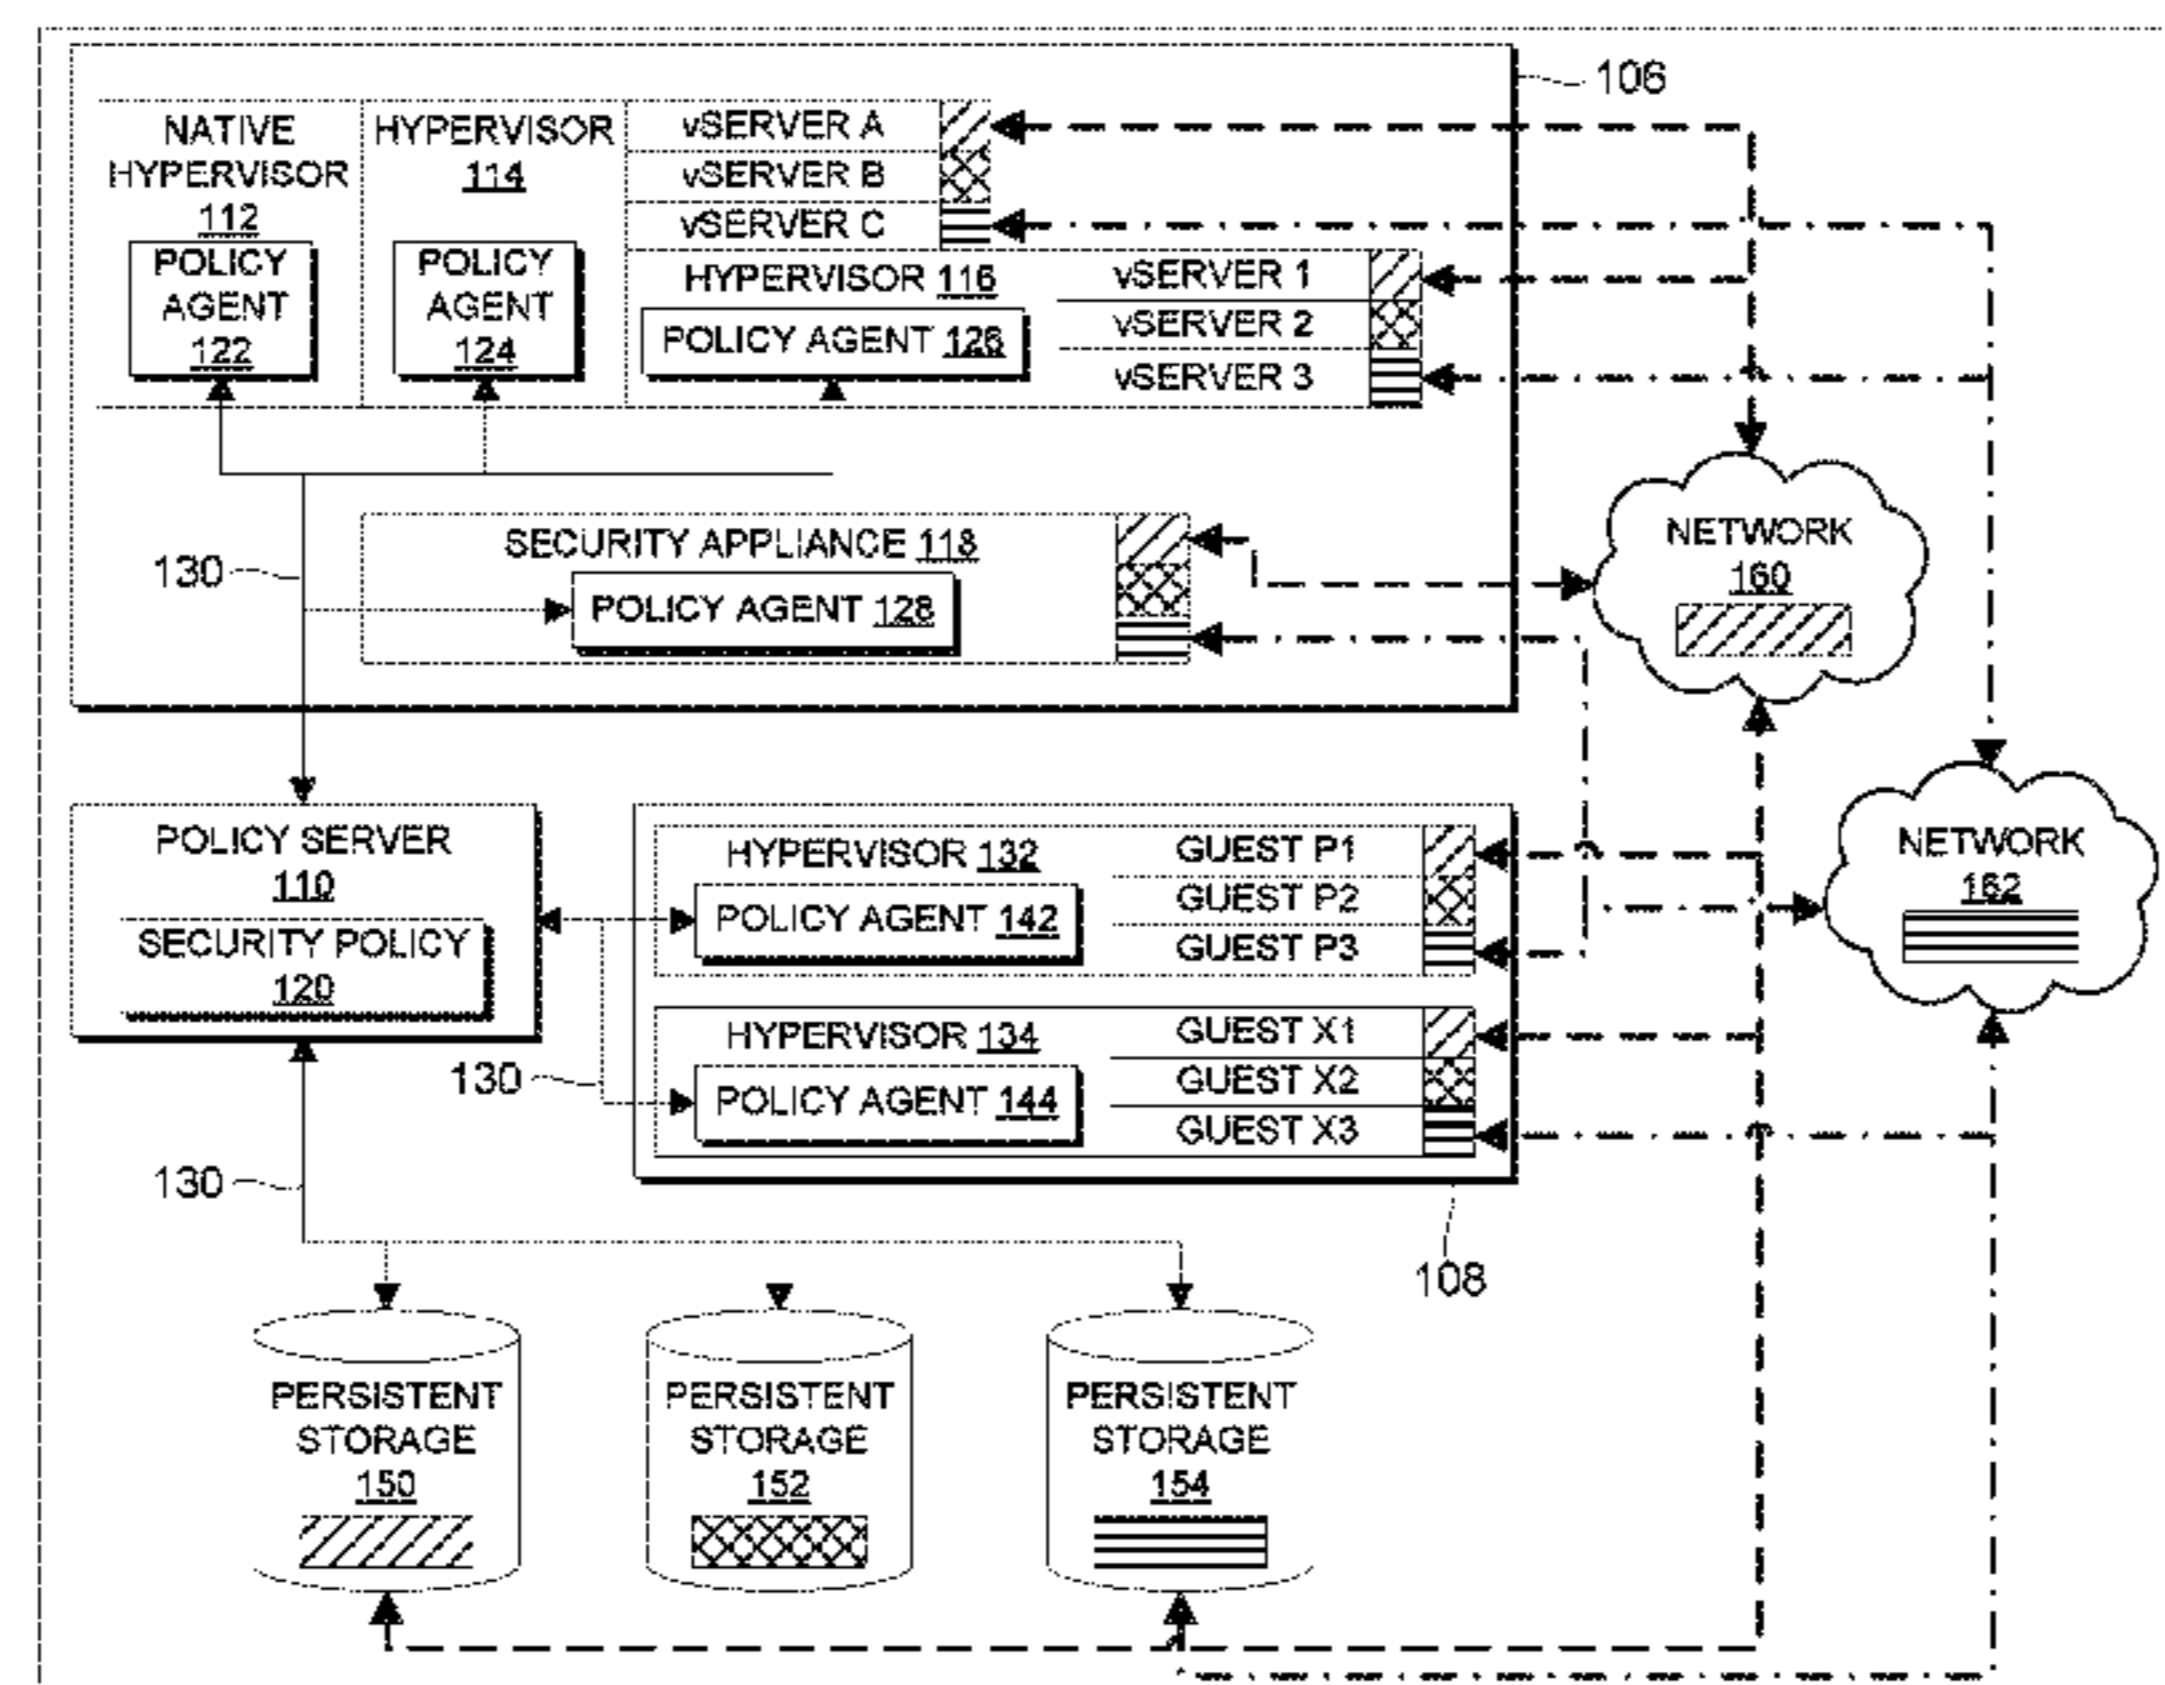 106
NATIVE
HYPERVISOR
112
POLICY
AGENT
122
HYPERVISOR
114
POLICY
AGENT
124
vSERVER A
vSERVER B
vSERVER C
HYPERVISOR 116
POLICY AGENT 126
vSERVER 1
vSERVER 2
vSERVER 3
SECURITY APPLIANCE 118
POLICY AGENT 128
130
NETWORK
160
NETWORK
162
POLICY SERVER
110
SECURITY POLICY
120
HYPERVISOR 132
POLICY AGENT 142
GUEST P1
GUEST P2
GUEST P3
HYPERVISOR 134
POLICY AGENT 144
GUEST X1
GUEST X2
GUEST X3
130
130
108
PERSISTENT
STORAGE
150
PERSISTENT
STORAGE
152
PERSISTENT
STORAGE
154